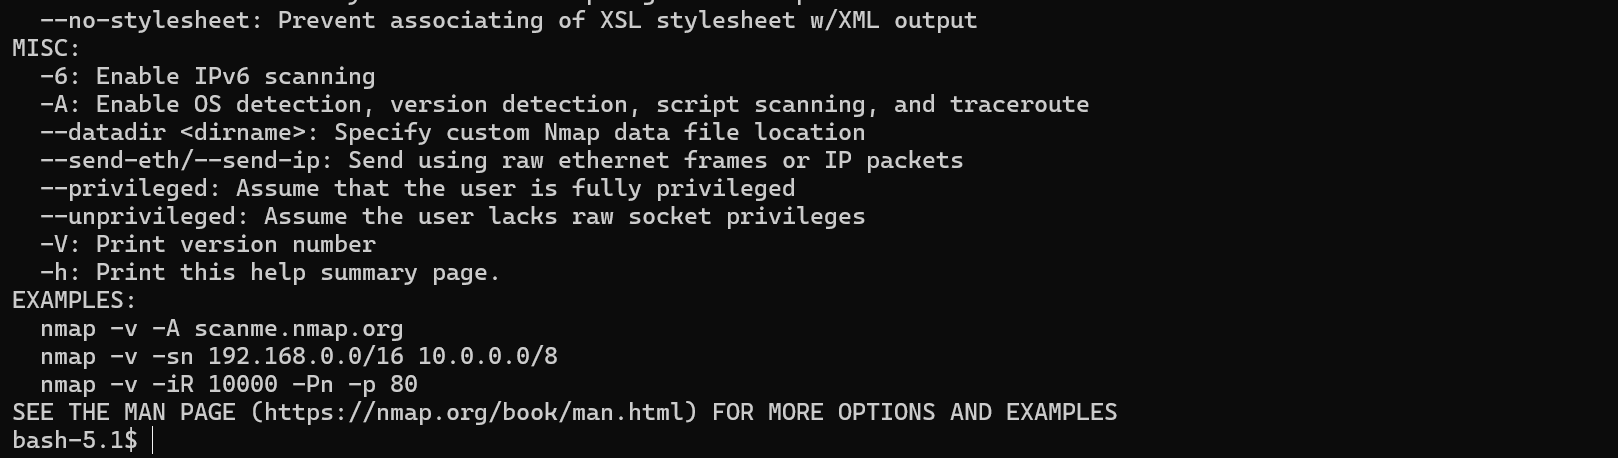 --no-stylesheet: Prevent associating of XSL stylesheet w/XML output
MISC:
-6: Enable IPv6 scanning
-A: Enable OS detection, version detection, script scanning, and traceroute
--datadir <dirname>: Specify custom Nmap data file location
--send-eth/--send-ip: Send using raw ethernet frames or IP packets
--privileged: Assume that the user is fully privileged
--unprivileged: Assume the user lacks raw socket privileges
-V: Print version number
-h: Print this help summary page.
EXAMPLES:
nmap -v -A scanme.nmap.org
nmap -v -sn 192.168.0.0/16 10.0.0.0/8
nmap -v -iR 10000 -Pn -p 80
SEE THE MAN PAGE (https://nmap.org/book/man.html) FOR MORE OPTIONS AND EXAMPLES
bash-5.1$